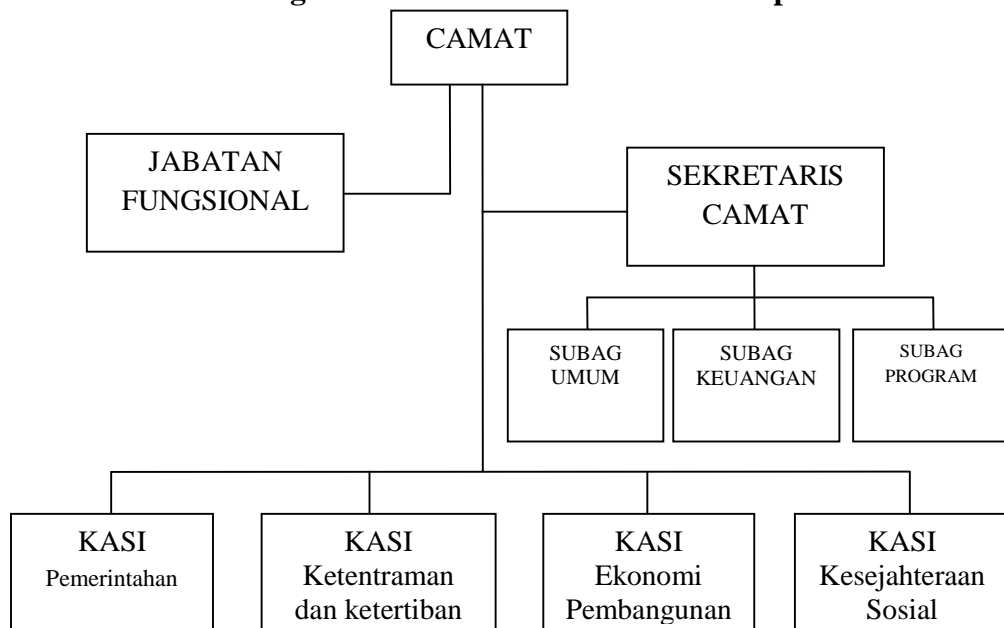 CAMAT
JABATAN
FUNGSIONAL
SEKRETARIS
CAMAT
SUBAG
UMUM
SUBAG
KEUANGAN
SUBAG
PROGRAM
KASI
Pemerintahan
KASI
Ketentraman
dan ketertiban
KASI
Ekonomi
Pembangunan
KASI
Kesejahteraan
Sosial